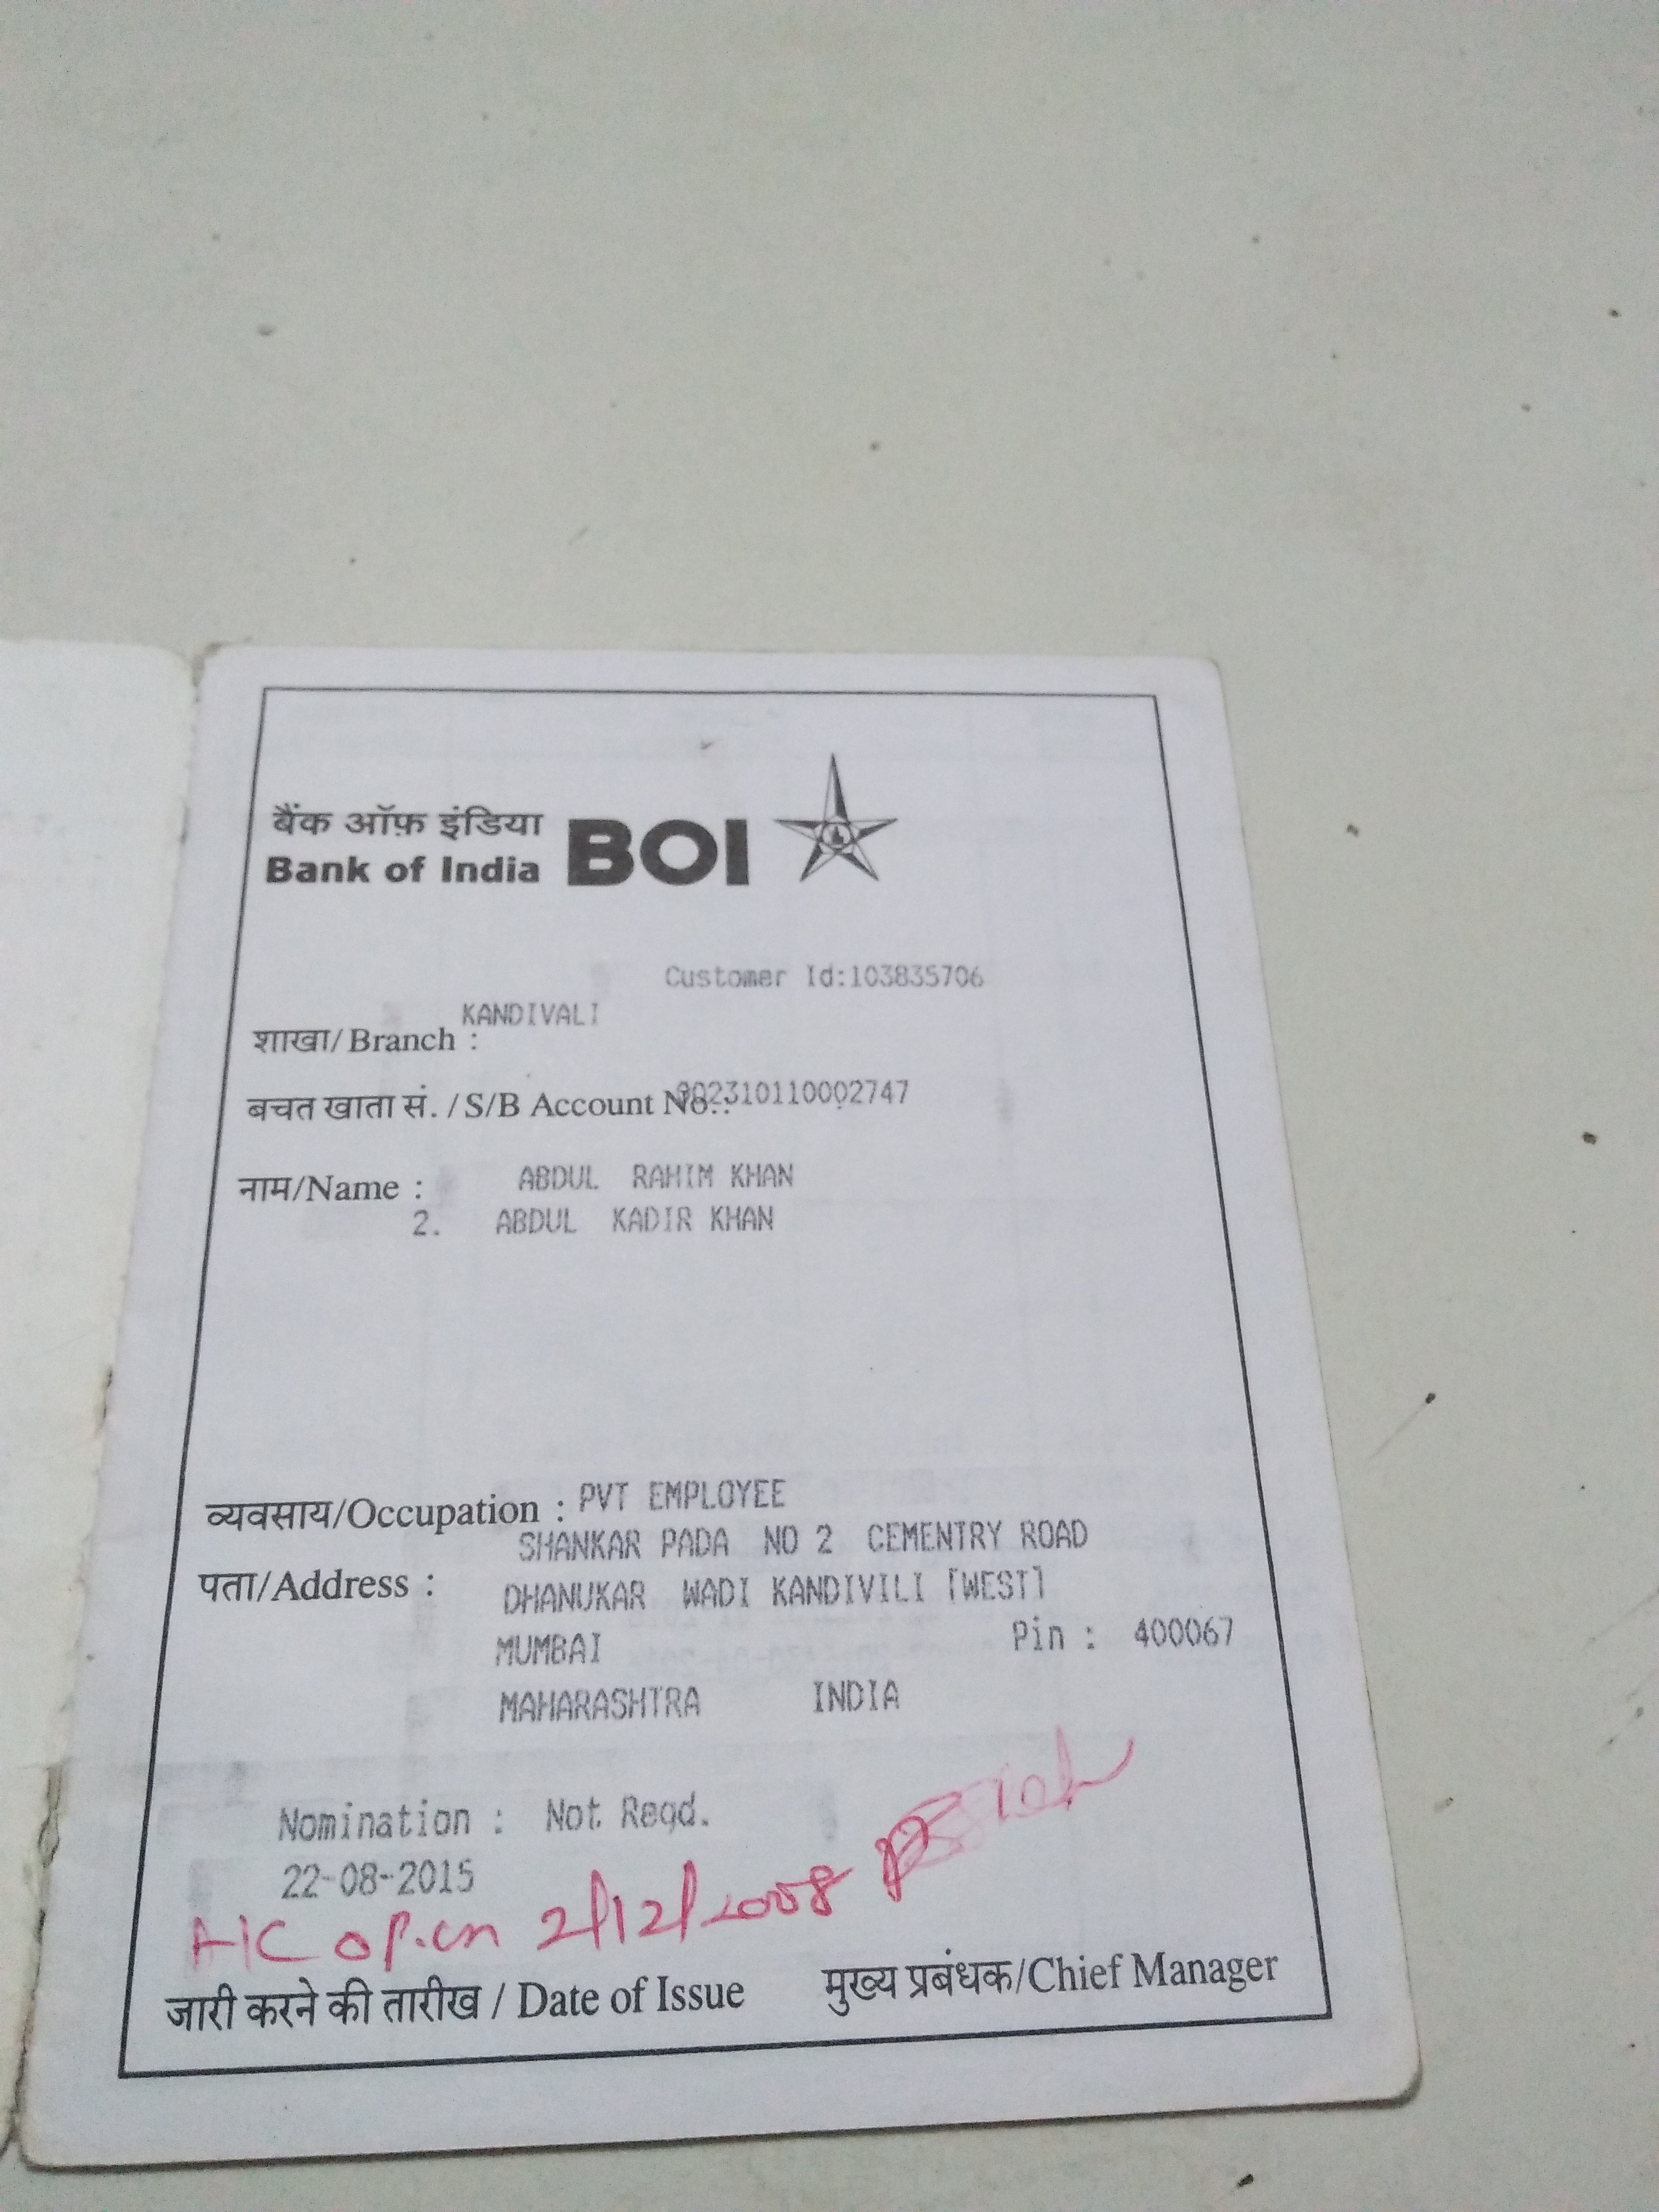 बैंक ऑफ़ इंडिया
Bank of India BOI
Customer Id:103835706
KANDIVALI
शाखा/ Branch :
बचत खाता सं. / S/B Account No.: 002310110002747
नाम/Name : ABDUL RAHIM KHAN
2. ABDUL KADIR KHAN
व्यवसाय/Occupation : PVT EMPLOYEE
SHANKAR PADA NO 2 CEMENTRY ROAD
पता/Address : DHANUKAR WADI KANDIVILI [WEST]
MUMBAI Pin : 400067
MAHARASHTRA INDIA
Nomination : Not Regd.
22-08-2015
A/C op.en 2/12/2008
जारी करने की तारीख / Date of Issue मुख्य प्रबंधक/Chief Manager